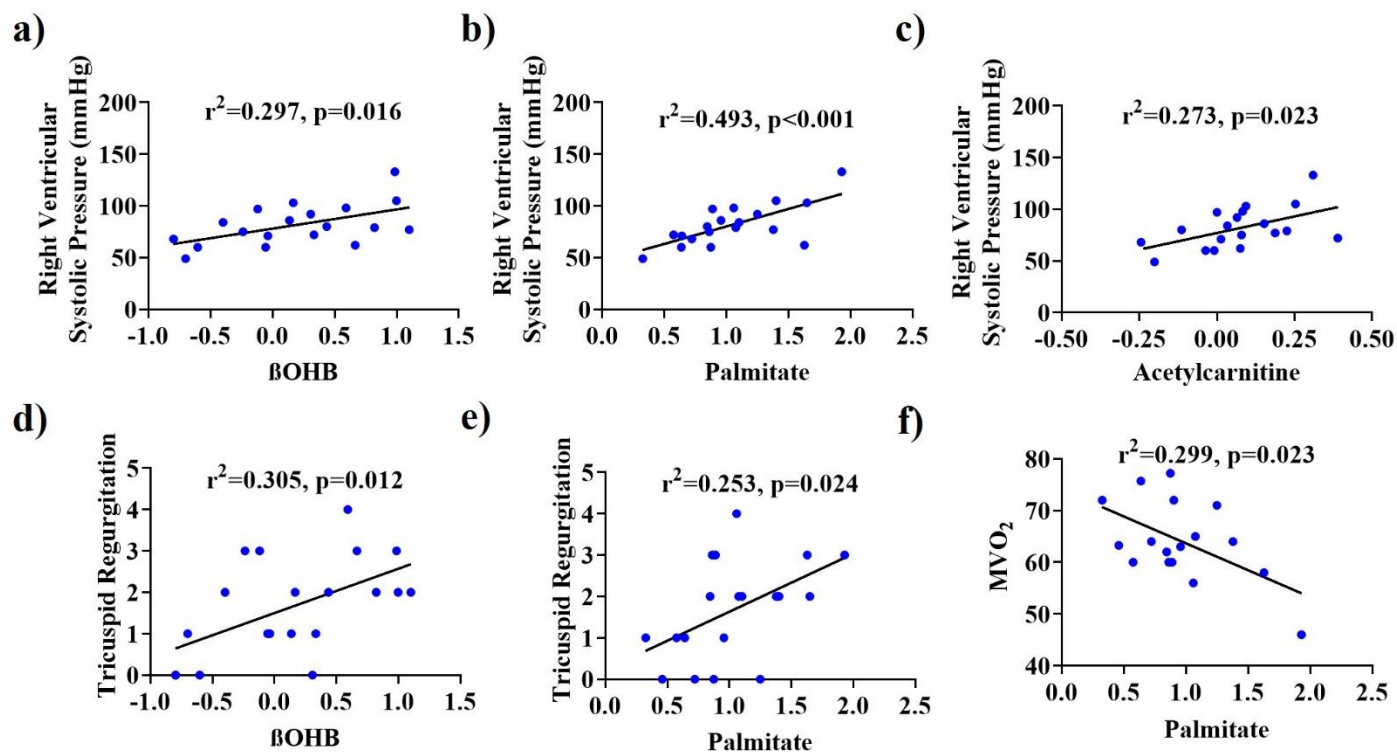 a)
Right Ventricular
Systolic Pressure (mmHg)
200
150
100
50
0
r²=0.297, p=0.016
-1.0 -0.5 0.0 0.5 1.0 1.5
ßOHB
b)
Right Ventricular
Systolic Pressure (mmHg)
200
150
100
50
0
r²=0.493, p<0.001
0.0 0.5 1.0 1.5 2.0 2.5
Palmitate
c)
Right Ventricular
Systolic Pressure (mmHg)
200
150
100
50
0
r²=0.273, p=0.023
-0.50 -0.25 0.00 0.25 0.50
Acetylcarnitine
d)
Tricuspid Regurgitation
5
4
3
2
1
0
r²=0.305, p=0.012
-1.0 -0.5 0.0 0.5 1.0 1.5
ßOHB
e)
Tricuspid Regurgitation
5
4
3
2
1
0
r²=0.253, p=0.024
0.0 0.5 1.0 1.5 2.0 2.5
Palmitate
f)
MVO₂
80
70
60
50
40
r²=0.299, p=0.023
0.0 0.5 1.0 1.5 2.0 2.5
Palmitate